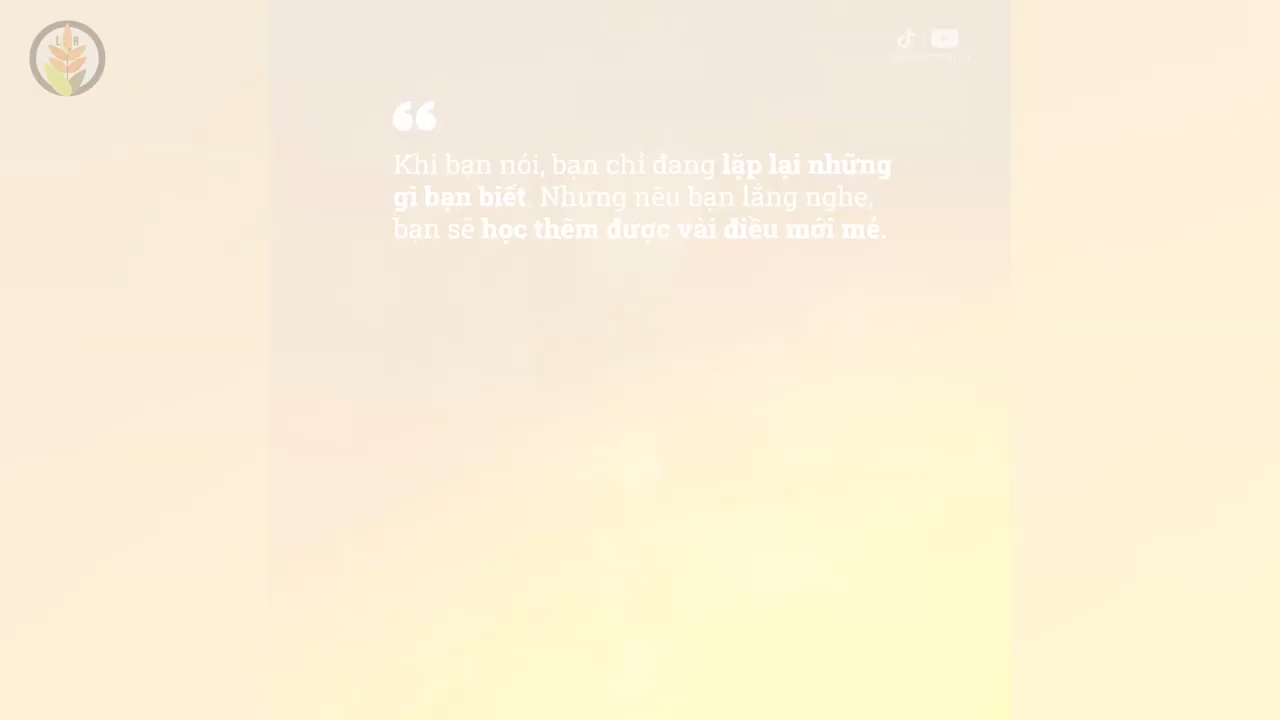 L A
❝
Khi bạn nói, bạn chỉ đang lặp lại những
gì bạn biết. Nhưng nếu bạn lắng nghe,
bạn sẽ học thêm được vài điều mới mẻ.